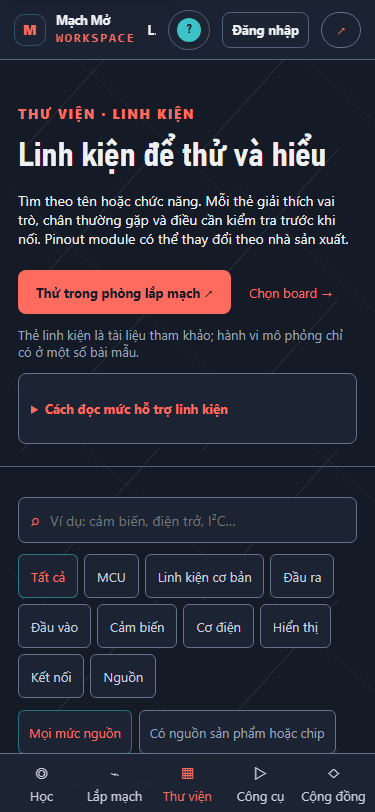 M Mạch Mở
WORKSPACE L. ? Đăng nhập ↗
THƯ VIỆN · LINH KIỆN
Linh kiện để thử và hiểu
Tìm theo tên hoặc chức năng. Mỗi thẻ giải thích vai
trò, chân thường gặp và điều cần kiểm tra trước khi
nối. Pinout module có thể thay đổi theo nhà sản xuất.
Thử trong phòng lắp mạch ↗ Chọn board →
Thẻ linh kiện là tài liệu tham khảo; hành vi mô phỏng chỉ
có ở một số bài mẫu.
▶ Cách đọc mức hỗ trợ linh kiện
Ví dụ: cảm biến, điện trở, I²C...
Tất cả MCU Linh kiện cơ bản Đầu ra
Đầu vào Cảm biến Cơ điện Hiển thị
Kết nối Nguồn
Mọi mức nguồn Có nguồn sản phẩm hoặc chip
Học Lắp mạch Thư viện Công cụ Cộng đồng